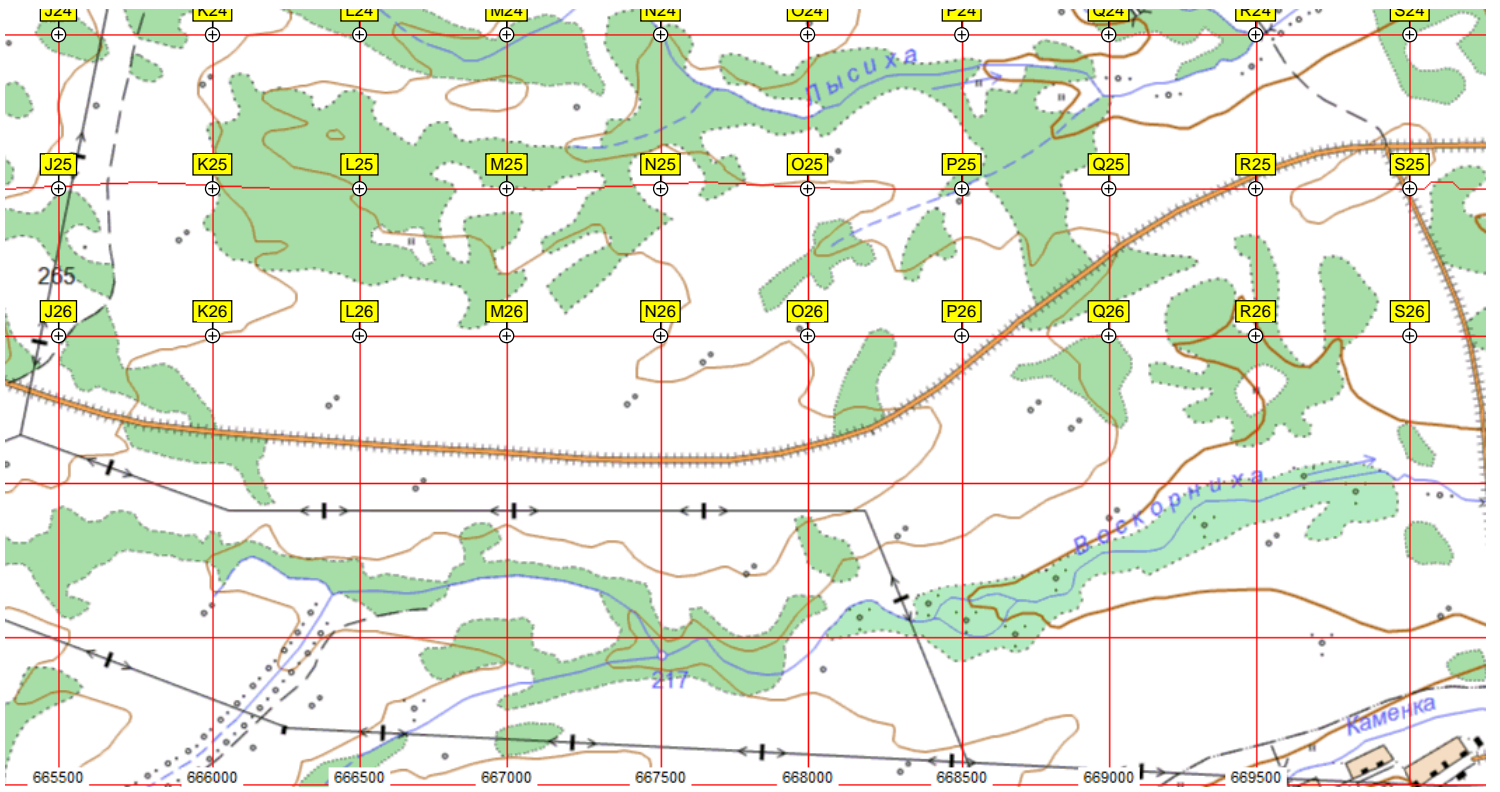 J24 K24 L24 M24 N24 O24 P24 Q24 R24 S24
Лысиха
J25 K25 L25 M25 N25 O25 P25 Q25 R25 S25
265
J26 K26 L26 M26 N26 O26 P26 Q26 R26 S26
Воскорниха
217
Каменка
665500 666000 666500 667000 667500 668000 668500 669000 669500